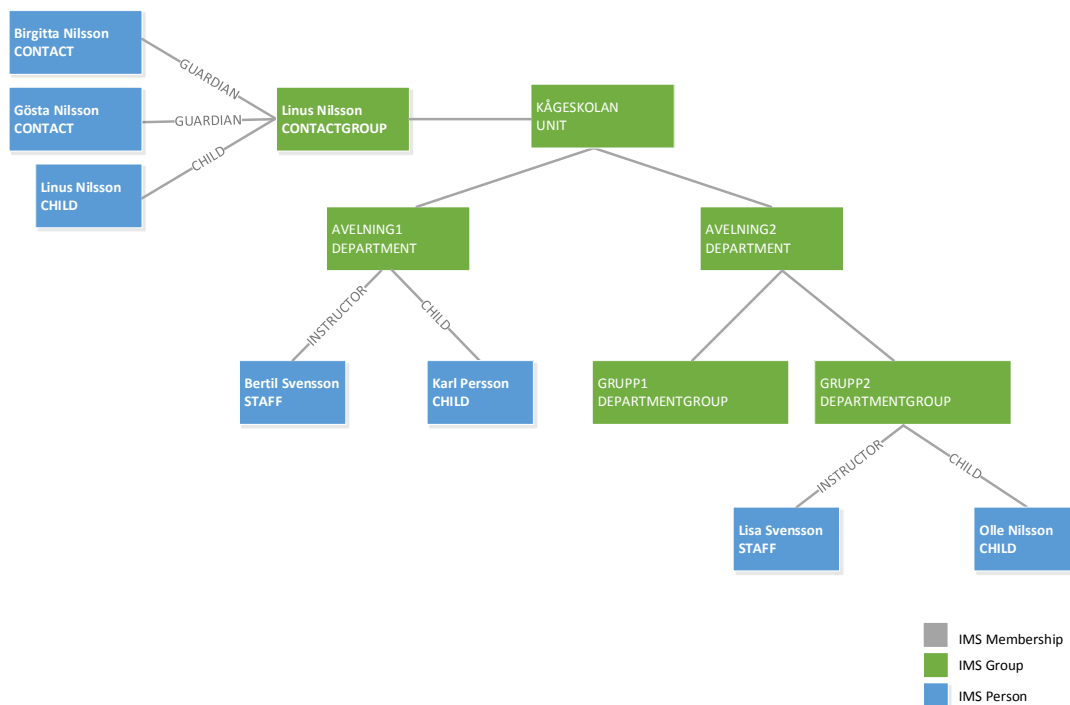 Birgitta Nilsson
CONTACT
GUARDIAN
Gösta Nilsson
CONTACT
GUARDIAN
Linus Nilsson
CONTACTGROUP
KÅGESKOLAN
UNIT
CHILD
Linus Nilsson
CHILD
AVELNING1
DEPARTMENT
AVELNING2
DEPARTMENT
INSTRUCTOR
CHILD
Bertil Svensson
STAFF
Karl Persson
CHILD
GRUPP1
DEPARTMENTGROUP
GRUPP2
DEPARTMENTGROUP
INSTRUCTOR
CHILD
Lisa Svensson
STAFF
Olle Nilsson
CHILD
IMS Membership
IMS Group
IMS Person